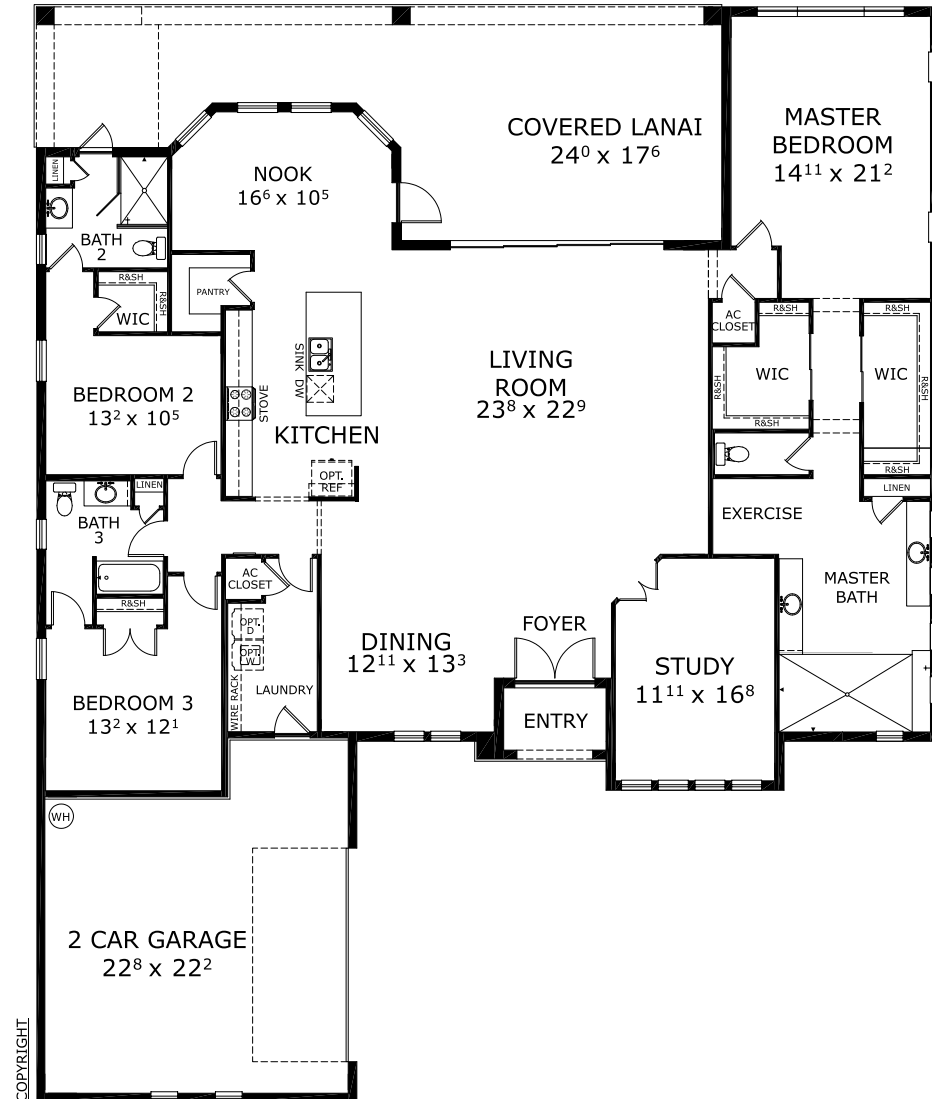 COVERED LANAI
24⁰ x 17⁶
MASTER
BEDROOM
14¹¹ x 21²
NOOK
16⁶ x 10⁵
LINEN
BATH
2
R&SH
R&SH
WIC
PANTRY
BEDROOM 2
13² x 10⁵
STOVE
SINK DW
KITCHEN
OPT.
REF
LIVING
ROOM
23⁸ x 22⁹
AC
CLOSET
R&SH
WIC
R&SH
R&SH
R&SH
WIC
R&SH
R&SH
LINEN
EXERCISE
MASTER
BATH
LINEN
BATH
3
R&SH
AC
CLOSET
OPT.
D
OPT.
W
WIRE RACK
LAUNDRY
DINING
12¹¹ x 13³
FOYER
ENTRY
STUDY
11¹¹ x 16⁸
BEDROOM 3
13² x 12¹
WH
2 CAR GARAGE
22⁸ x 22²
COPYRIGHT